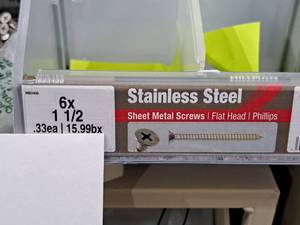 6x
1 1/2
.33ea | 15.99bx
Stainless Steel
Sheet Metal Screws | Flat Head | Phillips